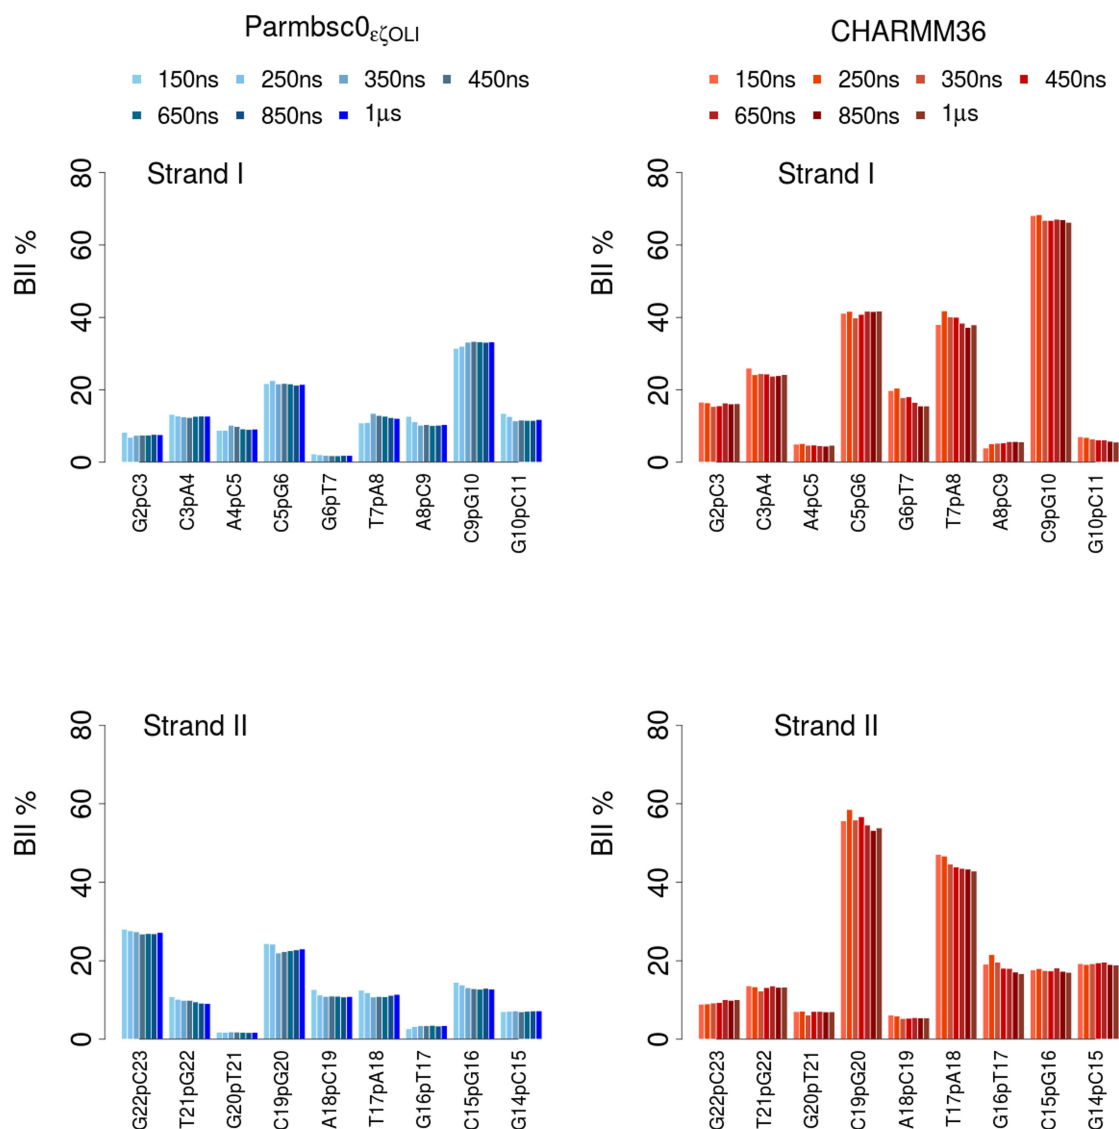 Parmbsc0εζOLI
150ns 250ns 350ns 450ns
650ns 850ns 1μs
CHARMM36
150ns 250ns 350ns 450ns
650ns 850ns 1μs
Strand I
BII %
80
60
40
20
0
G2pC3 C3pA4 A4pC5 C5pG6 G6pT7 T7pA8 A8pC9 C9pG10 G10pC11
Strand I
BII %
80
60
40
20
0
G2pC3 C3pA4 A4pC5 C5pG6 G6pT7 T7pA8 A8pC9 C9pG10 G10pC11
Strand II
BII %
80
60
40
20
0
G22pC23 T21pG22 G20pT21 C19pG20 A18pC19 T17pA18 G16pT17 C15pG16 G14pC15
Strand II
BII %
80
60
40
20
0
G22pC23 T21pG22 G20pT21 C19pG20 A18pC19 T17pA18 G16pT17 C15pG16 G14pC15